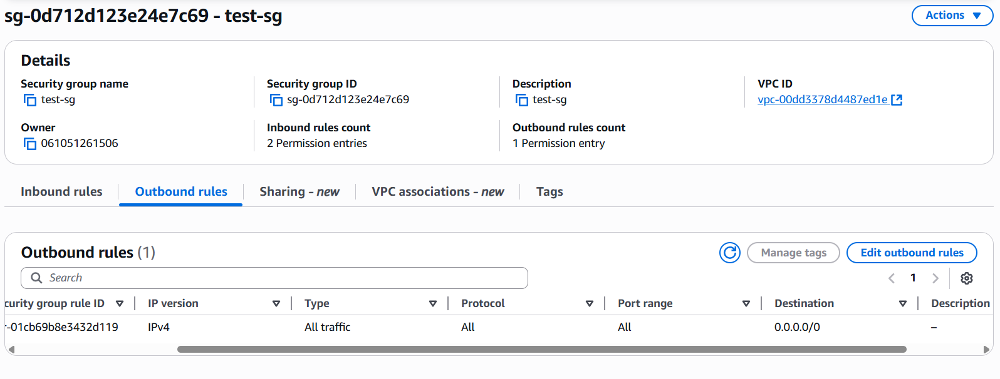 sg-0d712d123e24e7c69 - test-sg
Actions
Details
Security group name
test-sg
Security group ID
sg-0d712d123e24e7c69
Description
test-sg
VPC ID
vpc-00dd3378d4487ed1e
Owner
061051261506
Inbound rules count
2 Permission entries
Outbound rules count
1 Permission entry
Inbound rules
Outbound rules
Sharing - new
VPC associations - new
Tags
Outbound rules (1)
Manage tags
Edit outbound rules
Search
1
curity group rule ID
IP version
Type
Protocol
Port range
Destination
Description
r-01cb69b8e3432d119
IPv4
All traffic
All
All
0.0.0.0/0
–